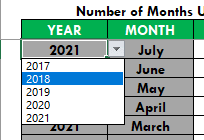 Number of Months U
YEAR MONTH
2021 July
2017 June
2018
2019 May
2020 April
2021
2021 March